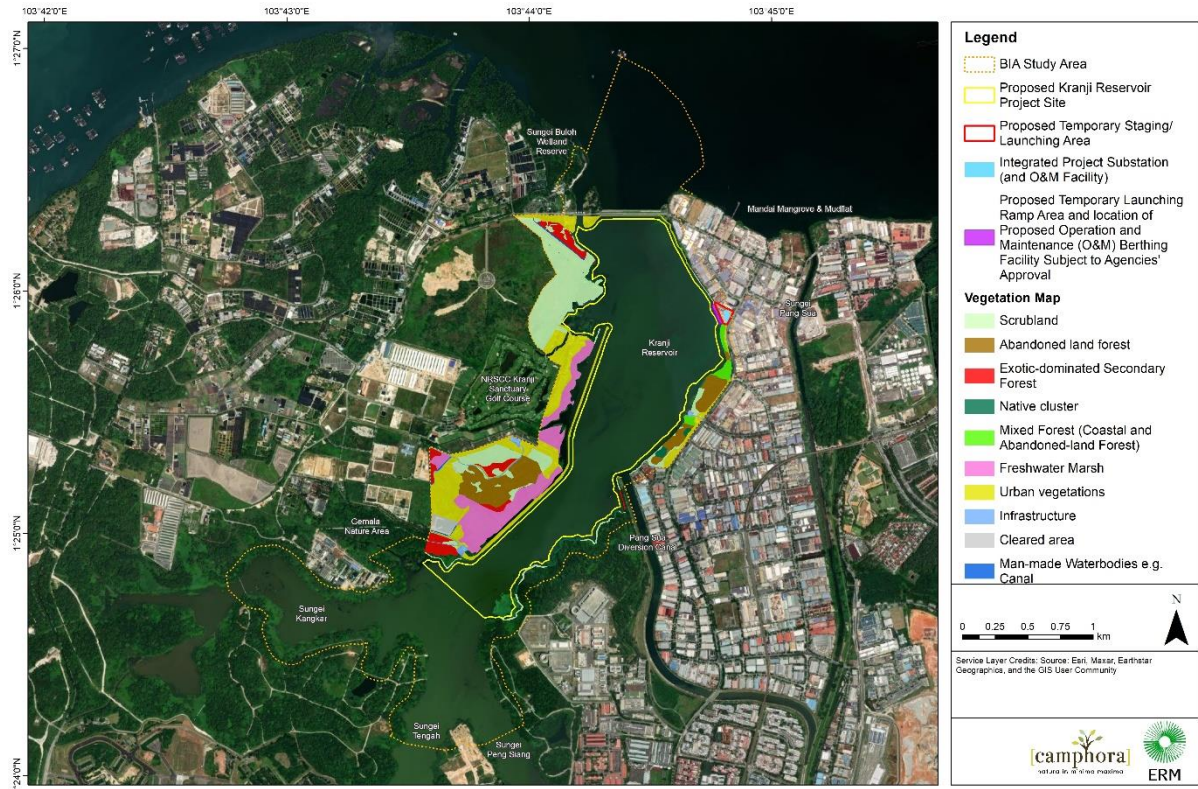 103°42'0"E
103°43'0"E
103°44'0"E
103°45'0"E
1°27'0"N
1°26'0"N
1°25'0"N
1°24'0"N
Sungei Buloh
Wetland
Reserve
Mandai Mangrove & Mudflat
Sungei
Pang Sua
Kranji
Reservoir
NRSCC Kranji
Sanctuary
Golf Course
Cemala
Nature Area
Pang Sua
Diversion Canal
Sungei
Kangkar
Sungei
Tengah
Sungei
Peng Siang
Legend
BIA Study Area
Proposed Kranji Reservoir
Project Site
Proposed Temporary Staging/
Launching Area
Integrated Project Substation
(and O&M Facility)
Proposed Temporary Launching
Ramp Area and location of
Proposed Operation and
Maintenance (O&M) Berthing
Facility Subject to Agencies'
Approval
Vegetation Map
Scrubland
Abandoned land forest
Exotic-dominated Secondary
Forest
Native cluster
Mixed Forest (Coastal and
Abandoned-land Forest)
Freshwater Marsh
Urban vegetations
Infrastructure
Cleared area
Man-made Waterbodies e.g.
Canal
N
0 0.25 0.5 0.75 1
km
Service Layer Credits: Source: Esri, Maxar, Earthstar
Geographics, and the GIS User Community
[camphora]
natura in minima maxima
ERM